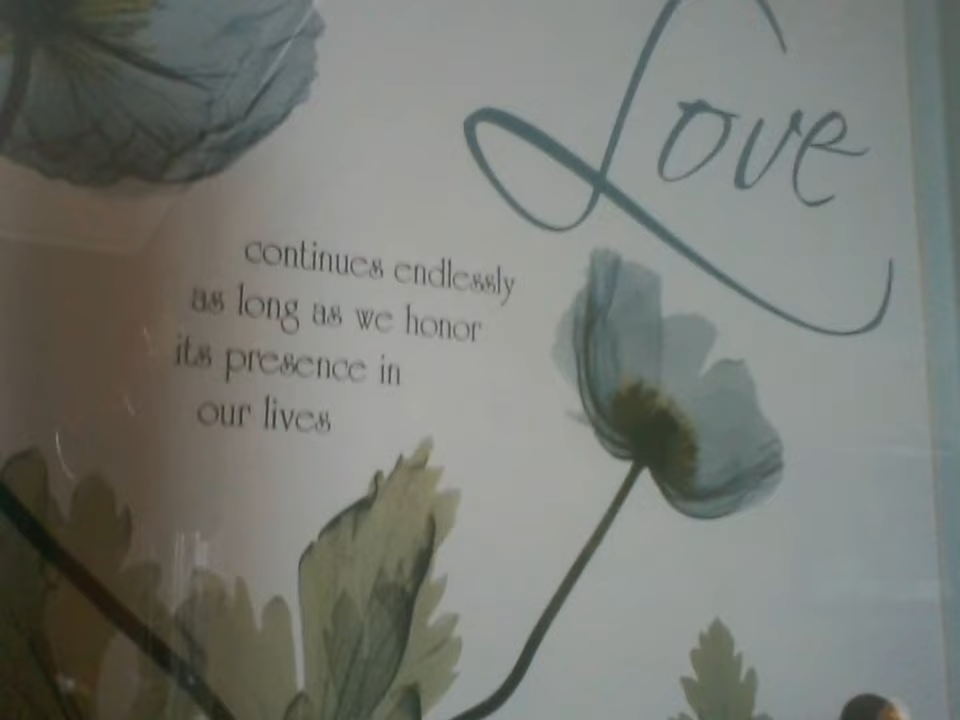 Love
continues endlessly
as long as we honor
its presence in
our lives